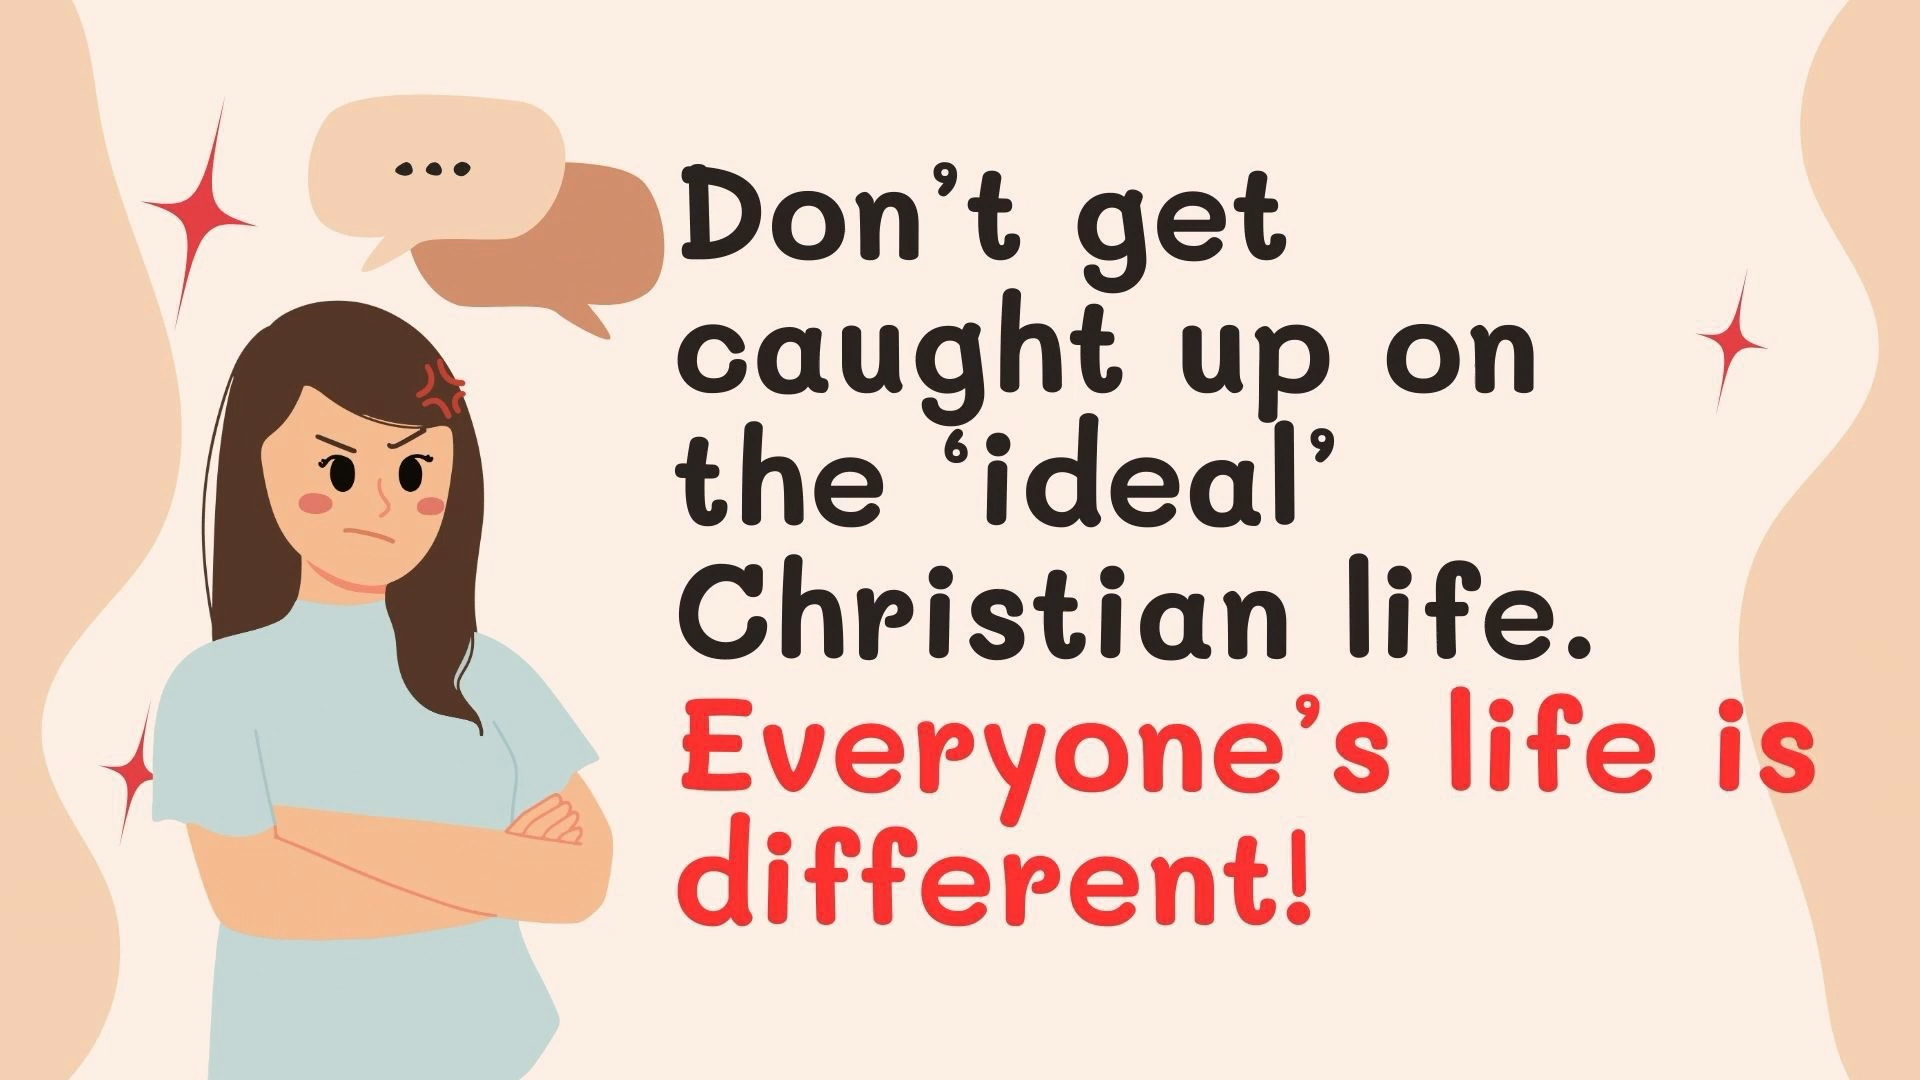 ...
Don’t get
caught up on
the ‘ideal’
Christian life.
Everyone’s life is
different!